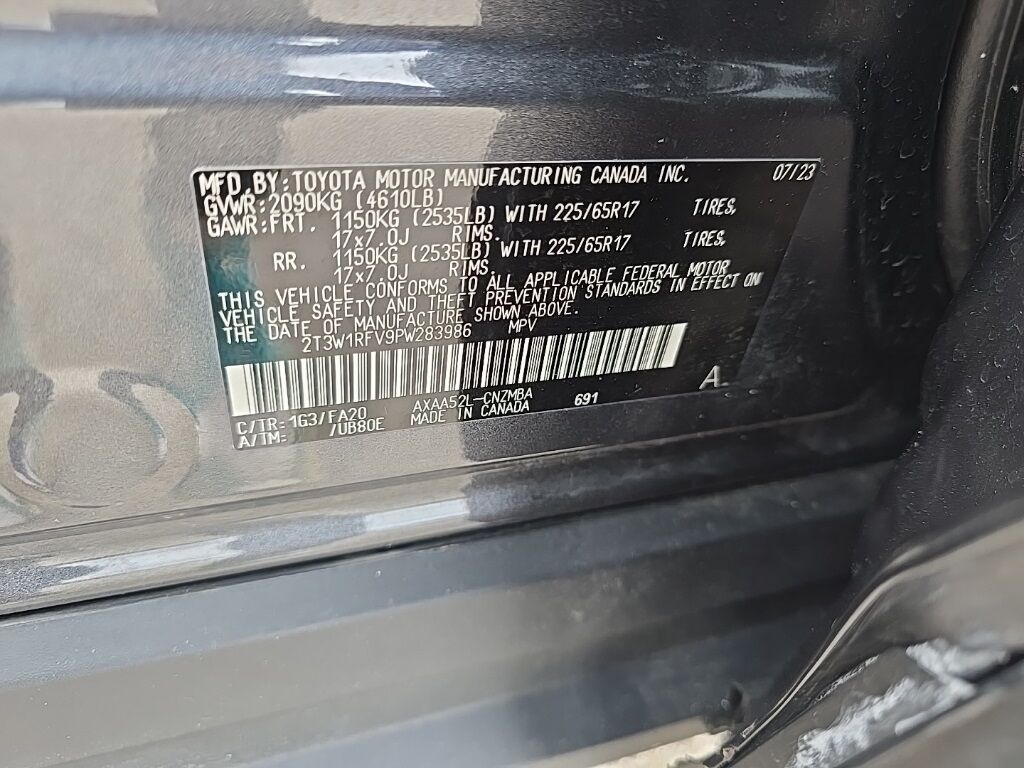 MFD.BY:TOYOTA MOTOR MANUFACTURING CANADA INC. 07/23
GVWR:2090KG (4610LB)
GAWR:FRT. 1150KG (2535LB) WITH 225/65R17 TIRES,
17x7.0J RIMS.
RR. 1150KG (2535LB) WITH 225/65R17 TIRES,
17x7.0J RIMS.
THIS VEHICLE CONFORMS TO ALL APPLICABLE FEDERAL MOTOR
VEHICLE SAFETY AND THEFT PREVENTION STANDARDS IN EFFECT ON
THE DATE OF MANUFACTURE SHOWN ABOVE.
2T3W1RFV9PW283986 MPV
A
C/TR: 1G3/FA20 AXAA52L-CNZMBA 691
A/TM: /UB80E MADE IN CANADA